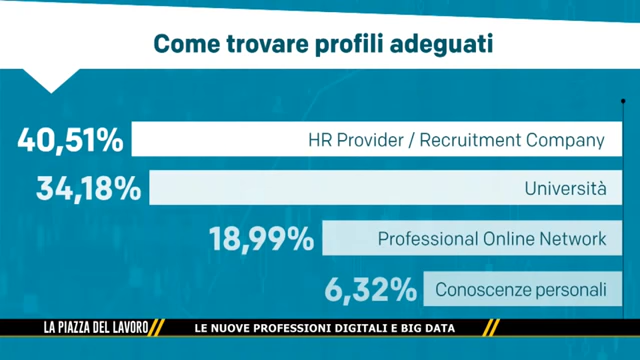 Come trovare profili adeguati
40,51% HR Provider / Recruitment Company
34,18% Università
18,99% Professional Online Network
6,32% Conoscenze personali
LA PIAZZA DEL LAVORO// LE NUOVE PROFESSIONI DIGITALI E BIG DATA //